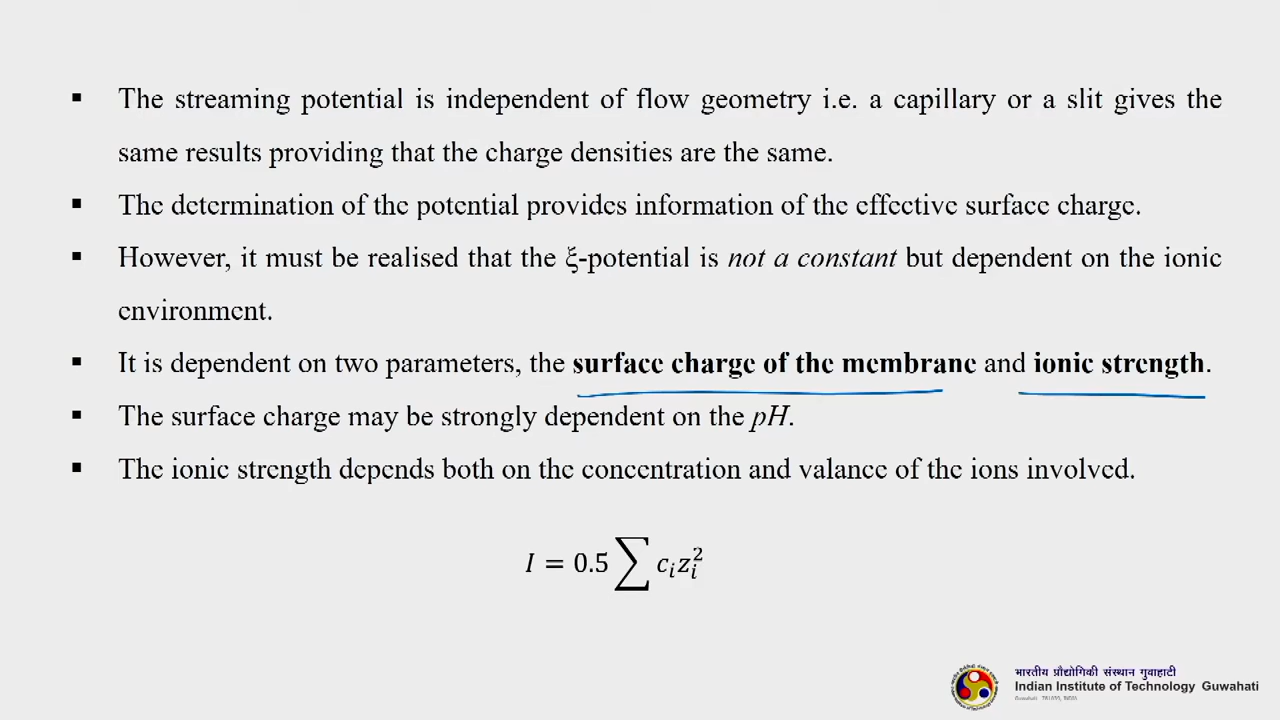 ▪ The streaming potential is independent of flow geometry i.e. a capillary or a slit gives the
same results providing that the charge densities are the same.
▪ The determination of the potential provides information of the effective surface charge.
▪ However, it must be realised that the ξ-potential is not a constant but dependent on the ionic
environment.
▪ It is dependent on two parameters, the surface charge of the membrane and ionic strength.
▪ The surface charge may be strongly dependent on the pH.
▪ The ionic strength depends both on the concentration and valance of the ions involved.
I = 0.5 ∑ cᵢzᵢ²
भारतीय प्रौद्योगिकी संस्थान गुवाहाटी
Indian Institute of Technology Guwahati